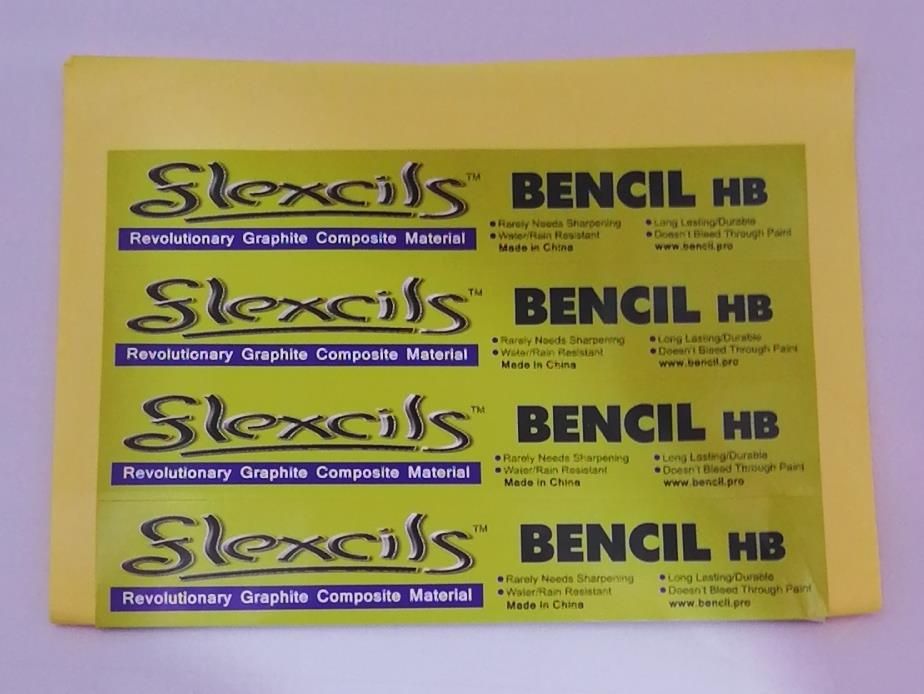 Flexcils™ BENCIL HB
Revolutionary Graphite Composite Material
• Rarely Needs Sharpening • Long Lasting/Durable
• Water/Rain Resistant • Doesn't Bleed Through Paint
Made in China www.bencil.pro
Flexcils™ BENCIL HB
Revolutionary Graphite Composite Material
• Rarely Needs Sharpening • Long Lasting/Durable
• Water/Rain Resistant • Doesn't Bleed Through Paint
Made in China www.bencil.pro
Flexcils™ BENCIL HB
Revolutionary Graphite Composite Material
• Rarely Needs Sharpening • Long Lasting/Durable
• Water/Rain Resistant • Doesn't Bleed Through Paint
Made in China www.bencil.pro
Flexcils™ BENCIL HB
Revolutionary Graphite Composite Material
• Rarely Needs Sharpening • Long Lasting/Durable
• Water/Rain Resistant • Doesn't Bleed Through Paint
Made in China www.bencil.pro